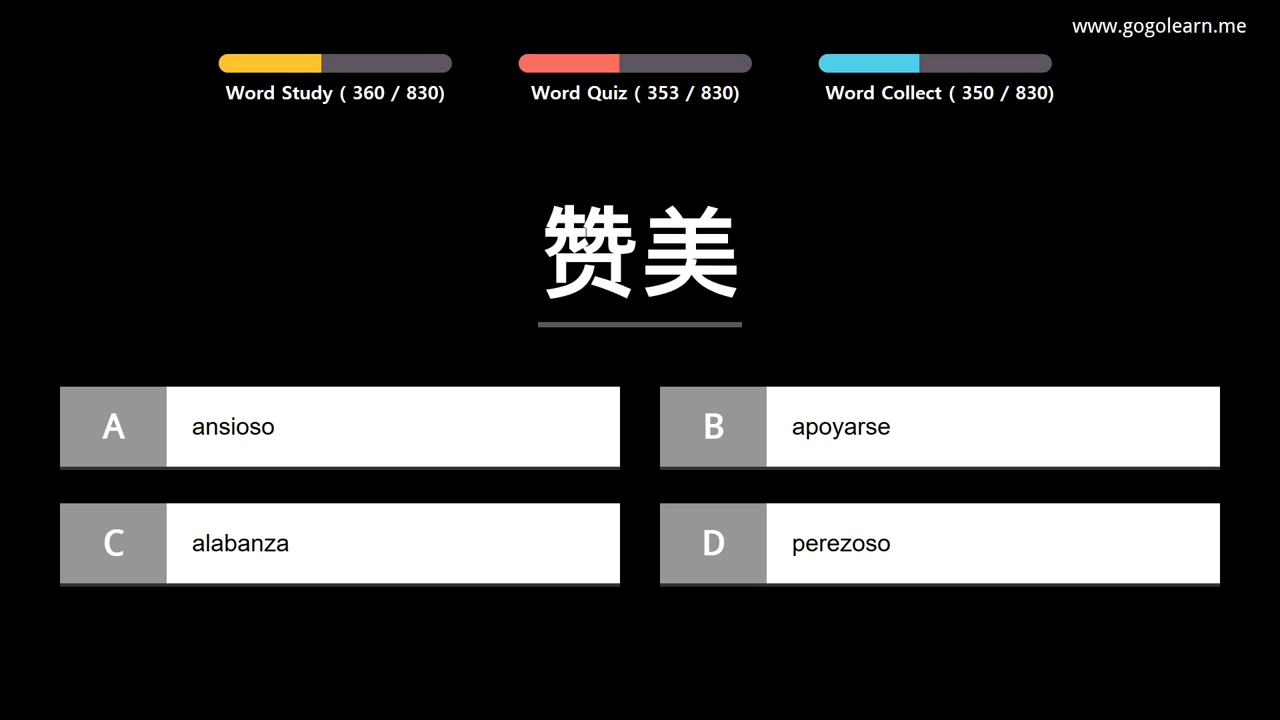 www.gogolearn.me
Word Study ( 360 / 830)
Word Quiz ( 353 / 830)
Word Collect ( 350 / 830)
赞美
A ansioso
B apoyarse
C alabanza
D perezoso